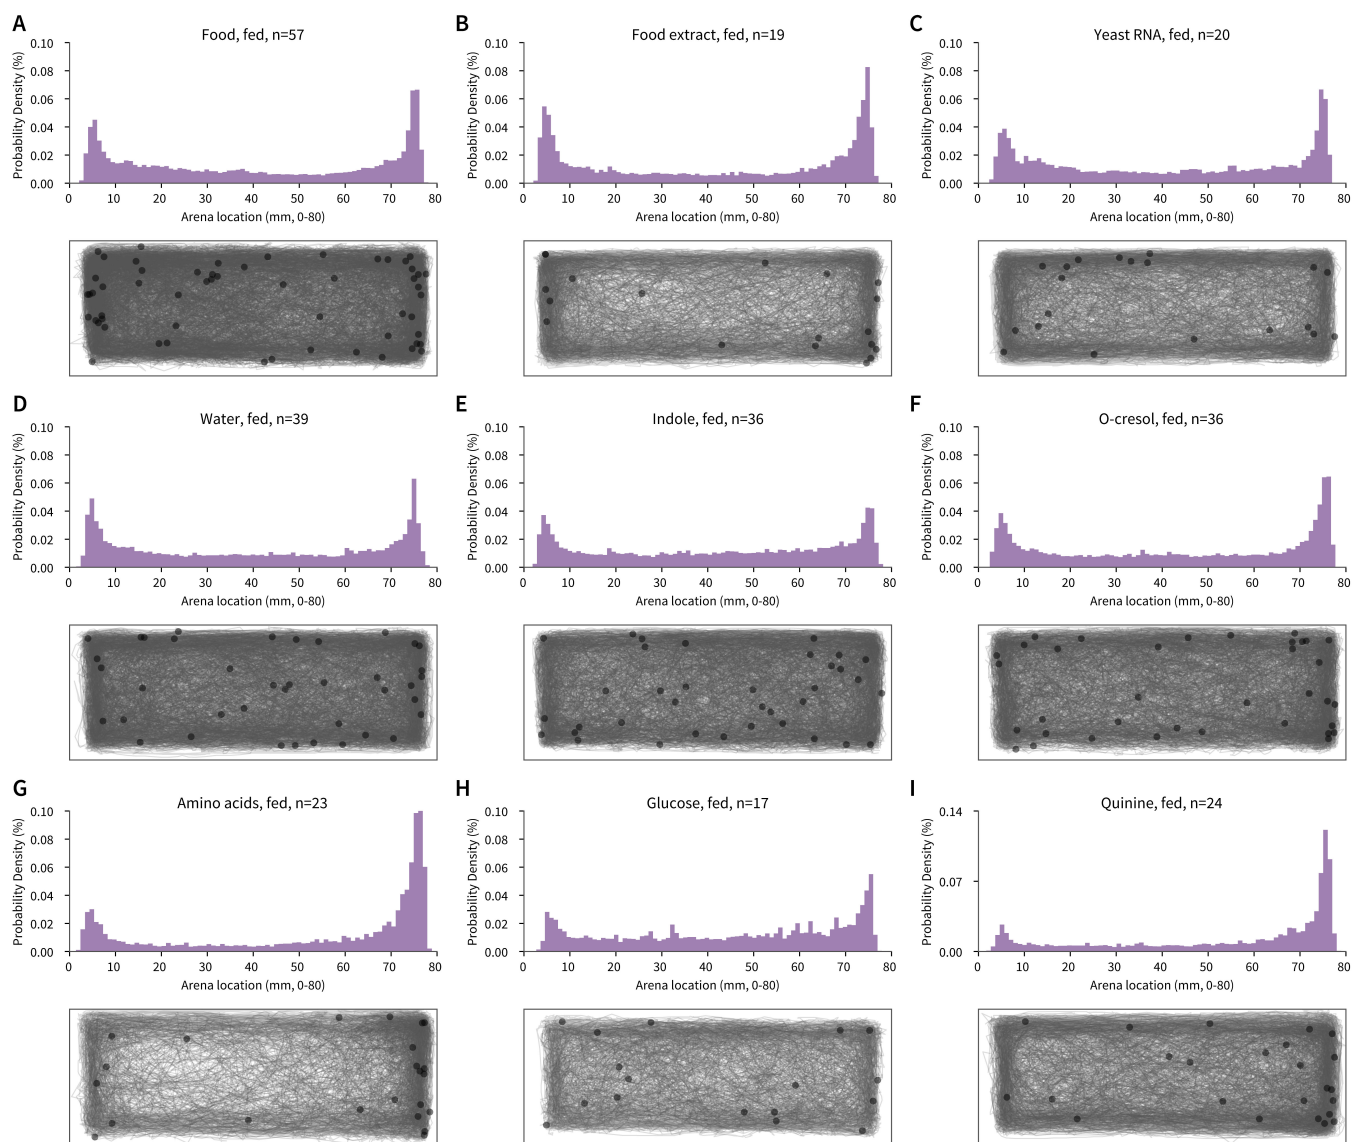 A
Food, fed, n=57
Probability Density (%)
0.10
0.08
0.06
0.04
0.02
0.00
0 10 20 30 40 50 60 70 80
Arena location (mm, 0-80)
B
Food extract, fed, n=19
Probability Density (%)
0.10
0.08
0.06
0.04
0.02
0.00
0 10 20 30 40 50 60 70 80
Arena location (mm, 0-80)
C
Yeast RNA, fed, n=20
Probability Density (%)
0.10
0.08
0.06
0.04
0.02
0.00
0 10 20 30 40 50 60 70 80
Arena location (mm, 0-80)
D
Water, fed, n=39
Probability Density (%)
0.10
0.08
0.06
0.04
0.02
0.00
0 10 20 30 40 50 60 70 80
Arena location (mm, 0-80)
E
Indole, fed, n=36
Probability Density (%)
0.10
0.08
0.06
0.04
0.02
0.00
0 10 20 30 40 50 60 70 80
Arena location (mm, 0-80)
F
O-cresol, fed, n=36
Probability Density (%)
0.10
0.08
0.06
0.04
0.02
0.00
0 10 20 30 40 50 60 70 80
Arena location (mm, 0-80)
G
Amino acids, fed, n=23
Probability Density (%)
0.10
0.08
0.06
0.04
0.02
0.00
0 10 20 30 40 50 60 70 80
Arena location (mm, 0-80)
H
Glucose, fed, n=17
Probability Density (%)
0.10
0.08
0.06
0.04
0.02
0.00
0 10 20 30 40 50 60 70 80
Arena location (mm, 0-80)
I
Quinine, fed, n=24
Probability Density (%)
0.14
0.07
0.00
0 10 20 30 40 50 60 70 80
Arena location (mm, 0-80)